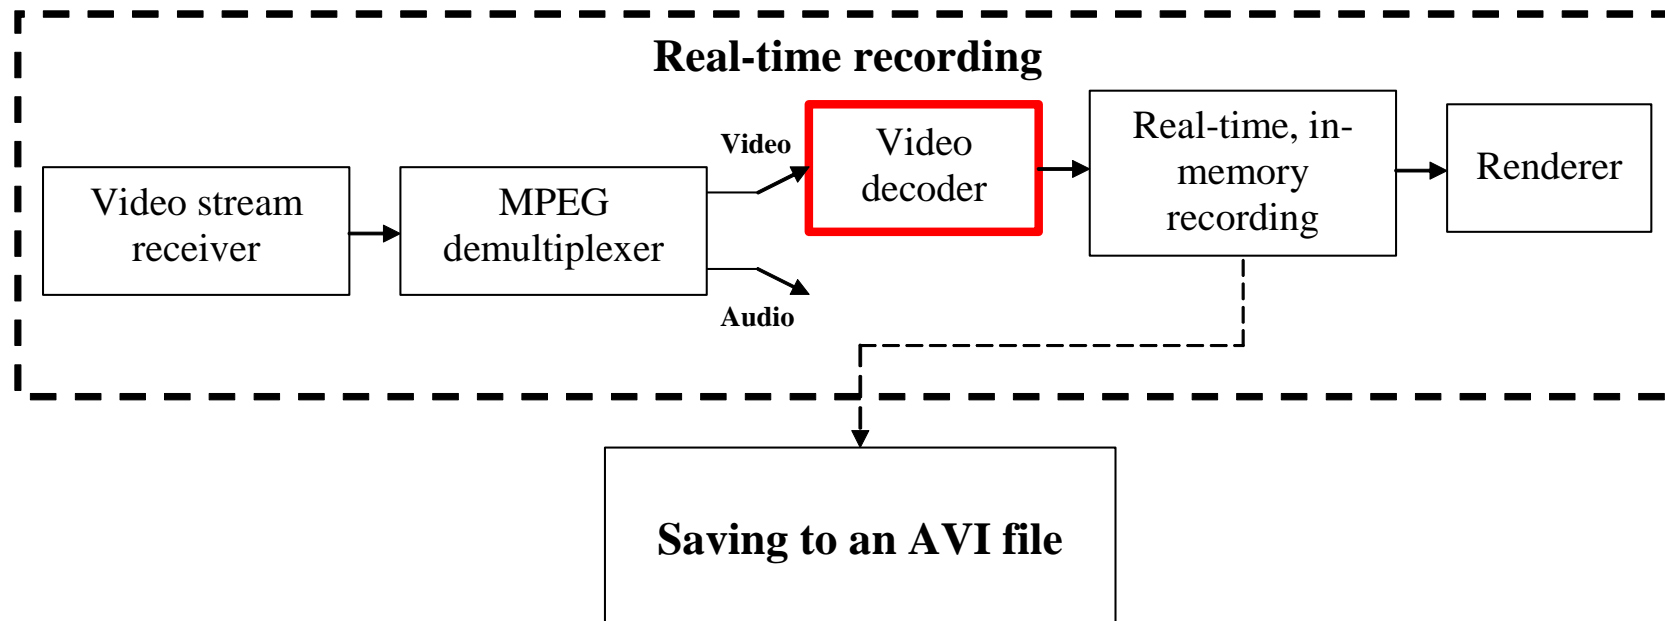 Real-time recording
Video stream
receiver
MPEG
demultiplexer
Video
Audio
Video
decoder
Real-time, in-
memory
recording
Renderer
Saving to an AVI file